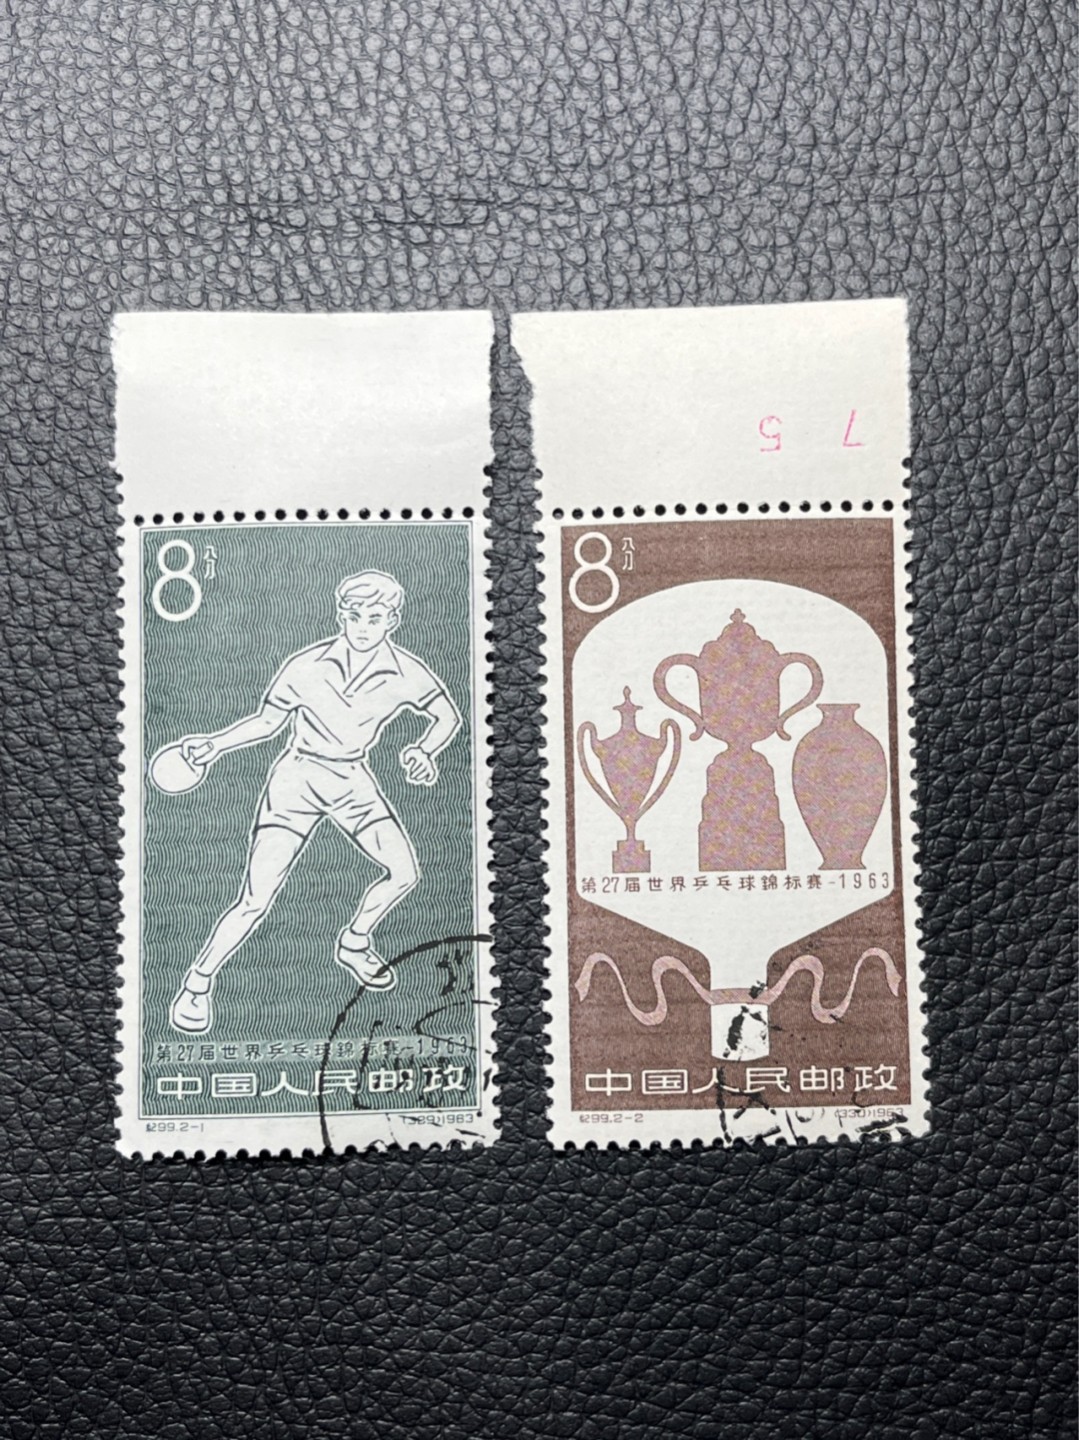 8 八分
第27届世界乒乓球錦标賽-1963
中国人民邮政
纪99.2-1
(329)1963
7 5
8 八分
第27届世界乒乓球錦标賽-1963
中国人民邮政
纪99.2-2
(330)1963